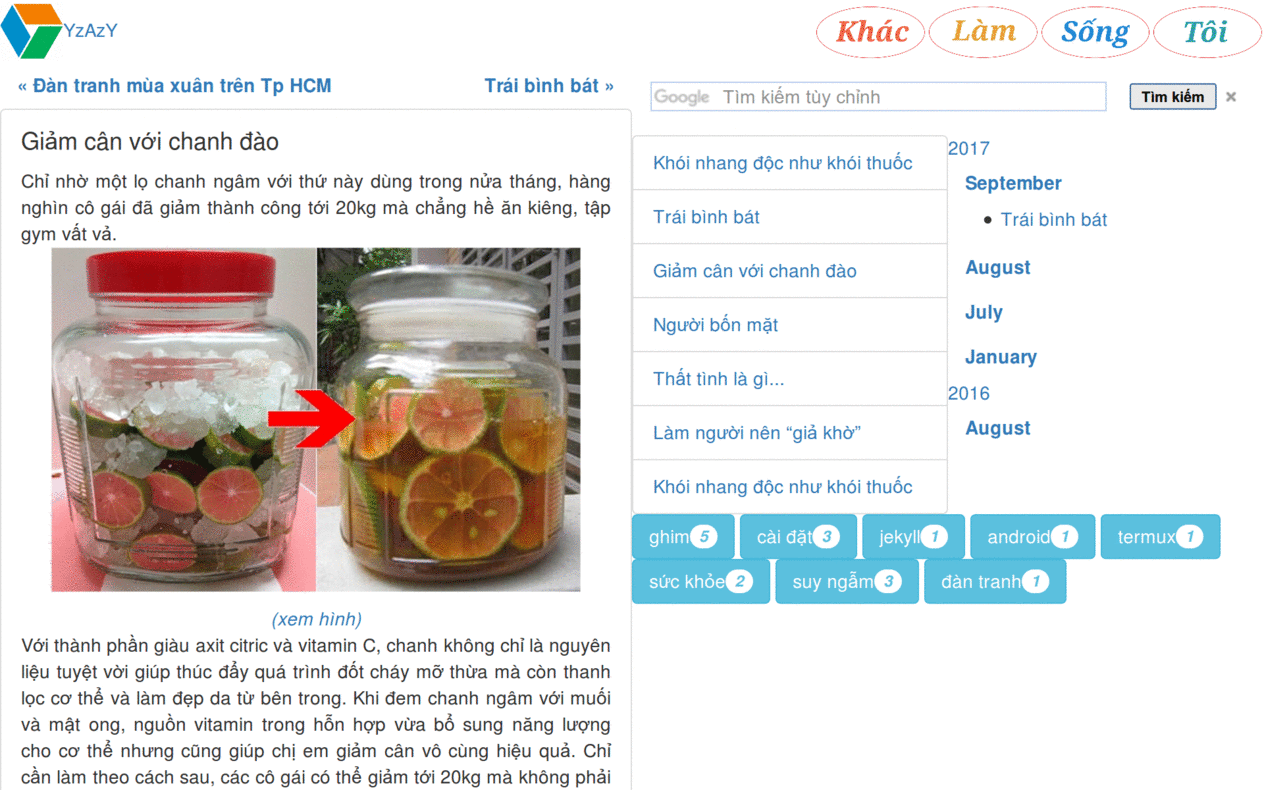 YzAzY
Khác Làm Sống Tôi
« Đàn tranh mùa xuân trên Tp HCM
Trái bình bát »
Giảm cân với chanh đào
Chỉ nhờ một lọ chanh ngâm với thứ này dùng trong nửa tháng, hàng
nghìn cô gái đã giảm thành công tới 20kg mà chẳng hề ăn kiêng, tập
gym vất vả.
(xem hình)
Với thành phần giàu axit citric và vitamin C, chanh không chỉ là nguyên
liệu tuyệt vời giúp thúc đẩy quá trình đốt cháy mỡ thừa mà còn thanh
lọc cơ thể và làm đẹp da từ bên trong. Khi đem chanh ngâm với muối
và mật ong, nguồn vitamin trong hỗn hợp vừa bổ sung năng lượng
cho cơ thể nhưng cũng giúp chị em giảm cân vô cùng hiệu quả. Chỉ
cần làm theo cách sau, các cô gái có thể giảm tới 20kg mà không phải
Google Tìm kiếm tùy chỉnh
Tìm kiếm ×
Khói nhang độc như khói thuốc
Trái bình bát
Giảm cân với chanh đào
Người bốn mặt
Thất tình là gì...
Làm người nên “giả khờ”
Khói nhang độc như khói thuốc
2017
September
• Trái bình bát
August
July
January
2016
August
ghim 5 cài đặt 3 jekyll 1 android 1 termux 1
sức khỏe 2 suy ngẫm 3 đàn tranh 1